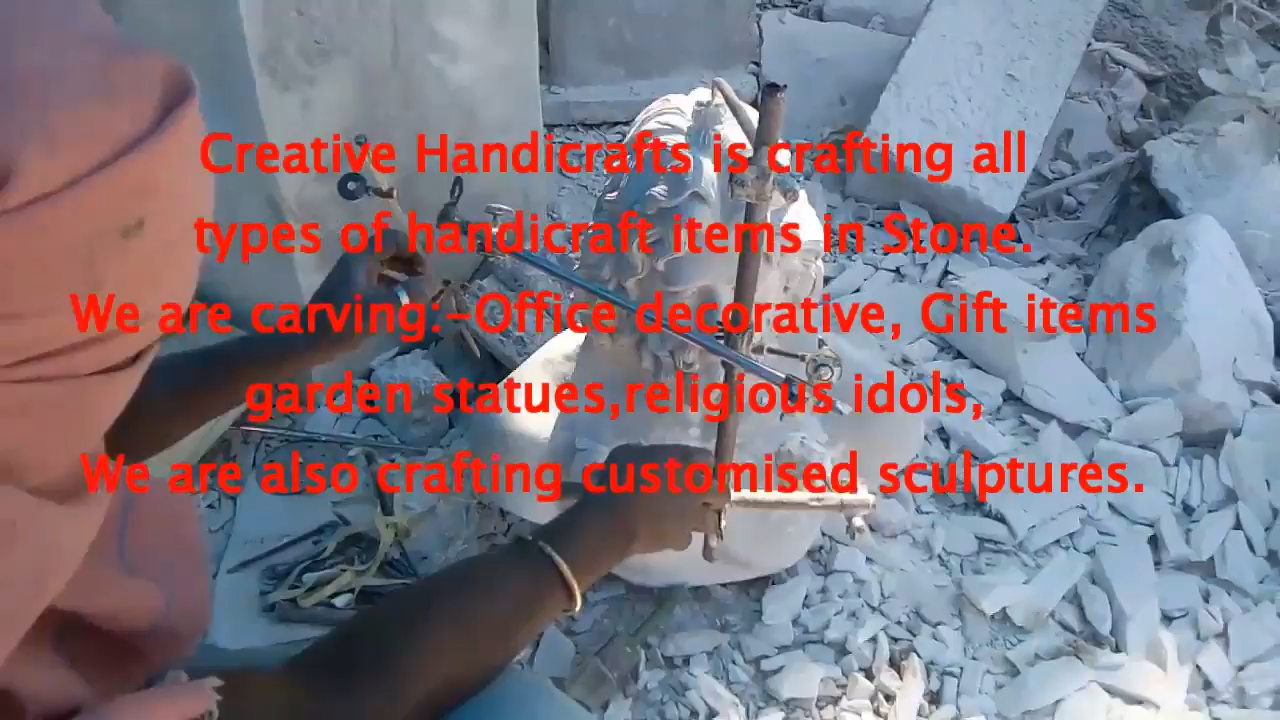 Creative Handicrafts is crafting all
types of handicraft items in Stone.
We are carving:-Office decorative, Gift items
garden statues,religious idols,
We are also crafting customised sculptures.